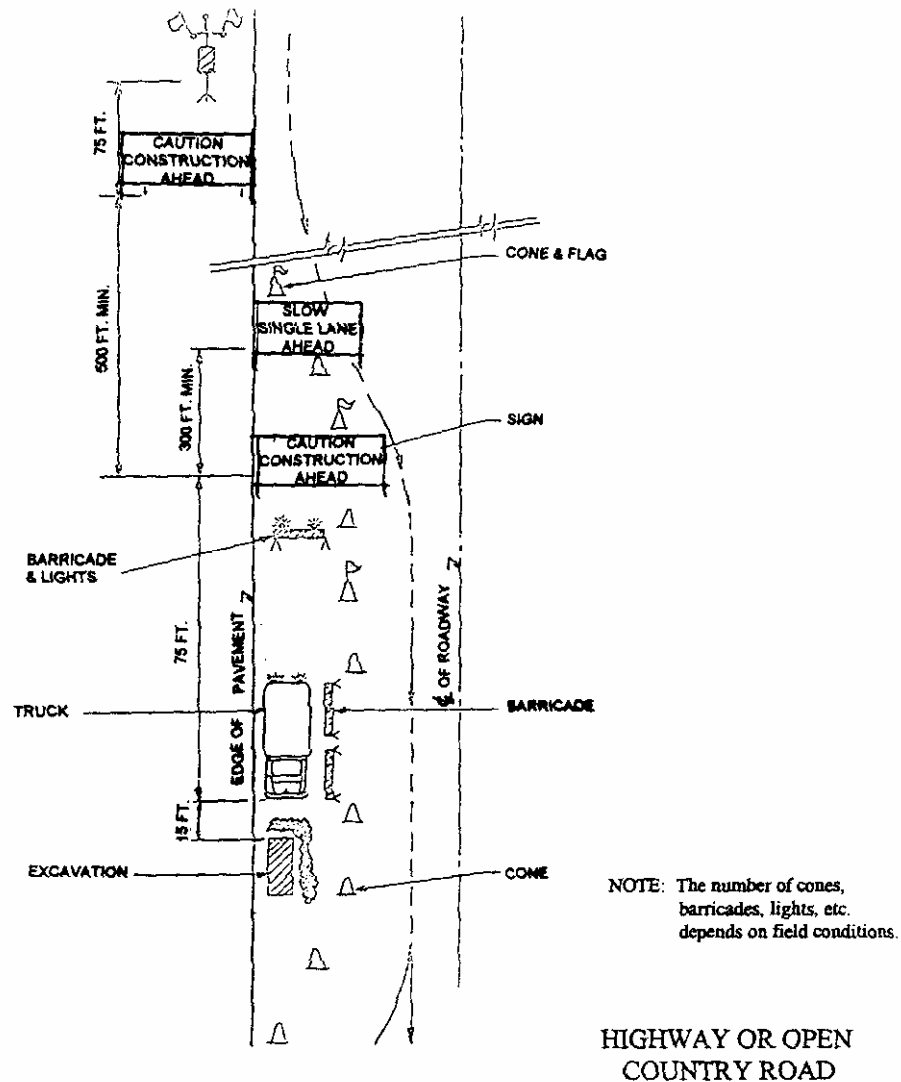 75 FT.
CAUTION
CONSTRUCTION
AHEAD
500 FT. MIN.
CONE & FLAG
SLOW
SINGLE LANE
AHEAD
300 FT. MIN.
SIGN
CAUTION
CONSTRUCTION
AHEAD
BARRICADE
& LIGHTS
75 FT.
EDGE OF PAVEMENT
℄ OF ROADWAY
TRUCK
BARRICADE
15 FT.
EXCAVATION
CONE
NOTE: The number of cones,
barricades, lights, etc.
depends on field conditions.
HIGHWAY OR OPEN
COUNTRY ROAD